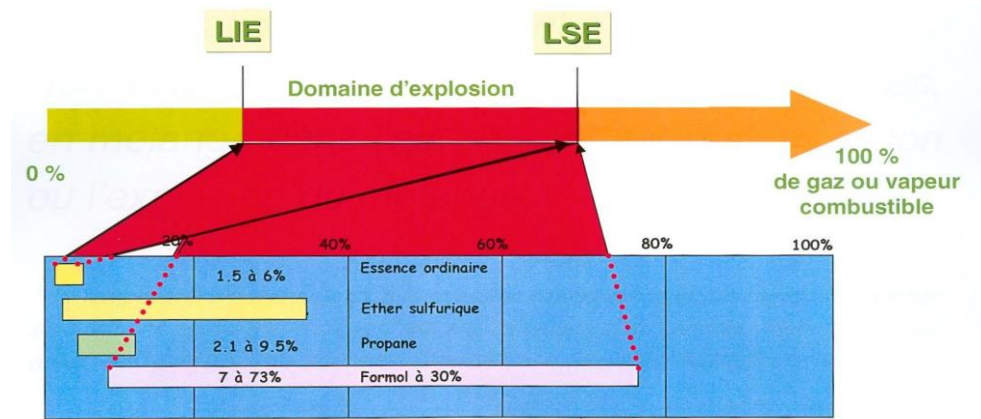 LIE
LSE
Domaine d'explosion
0 %
100 %
de gaz ou vapeur
combustible
20% 40% 60% 80% 100%
1.5 à 6% Essence ordinaire
Ether sulfurique
2.1 à 9.5% Propane
7 à 73% Formol à 30%